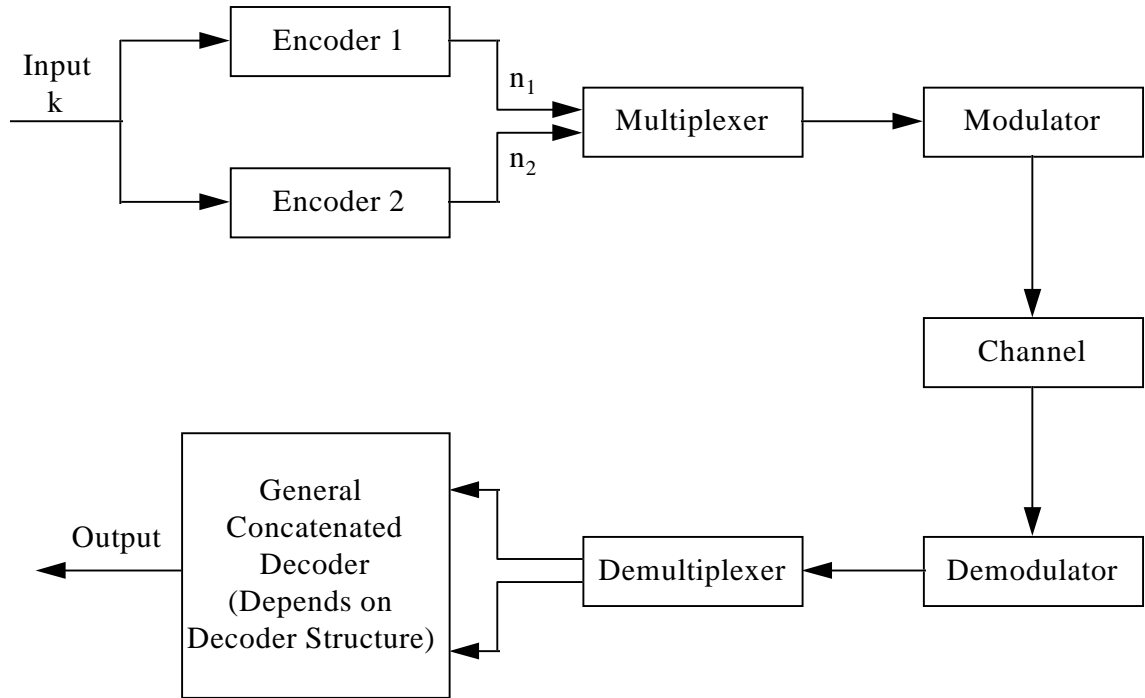 Input
k
Encoder 1
n₁
Multiplexer
Modulator
n₂
Encoder 2
Channel
General
Concatenated
Decoder
(Depends on
Decoder Structure)
Output
Demultiplexer
Demodulator